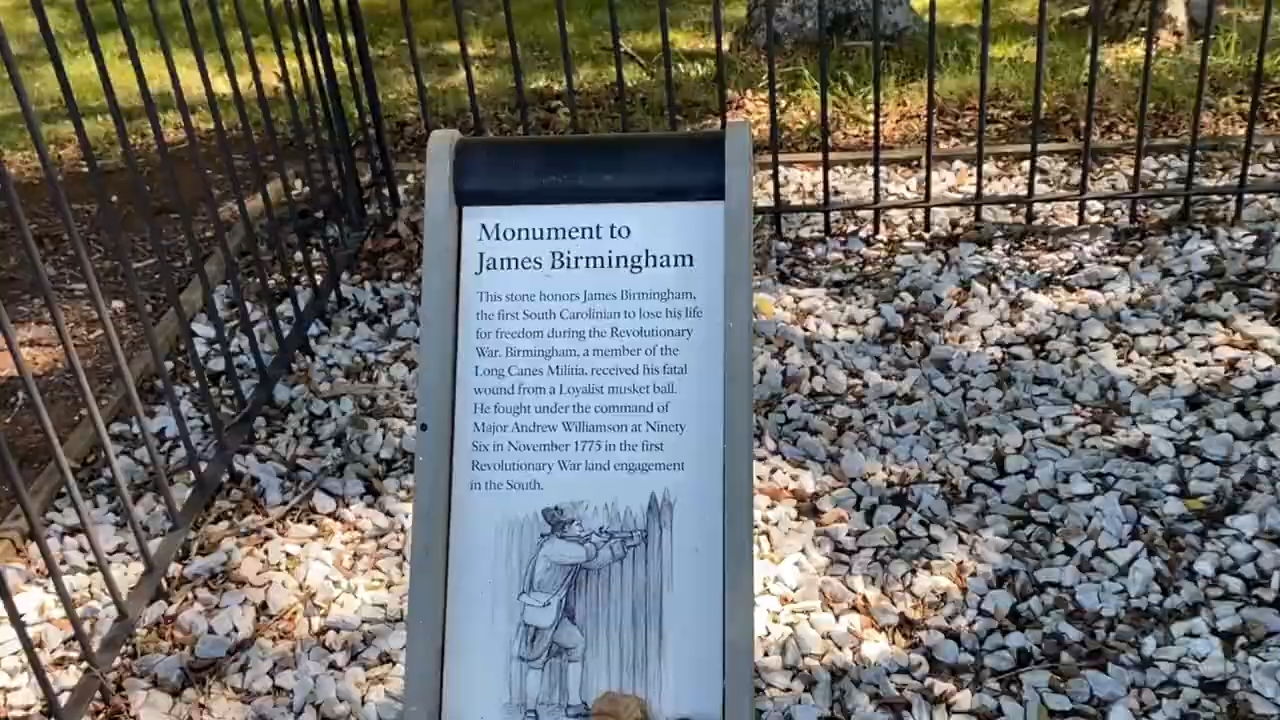 Monument to
James Birmingham
This stone honors James Birmingham,
the first South Carolinian to lose his life
for freedom during the Revolutionary
War. Birmingham, a member of the
Long Canes Militia, received his fatal
wound from a Loyalist musket ball.
He fought under the command of
Major Andrew Williamson at Ninety
Six in November 1775 in the first
Revolutionary War land engagement
in the South.